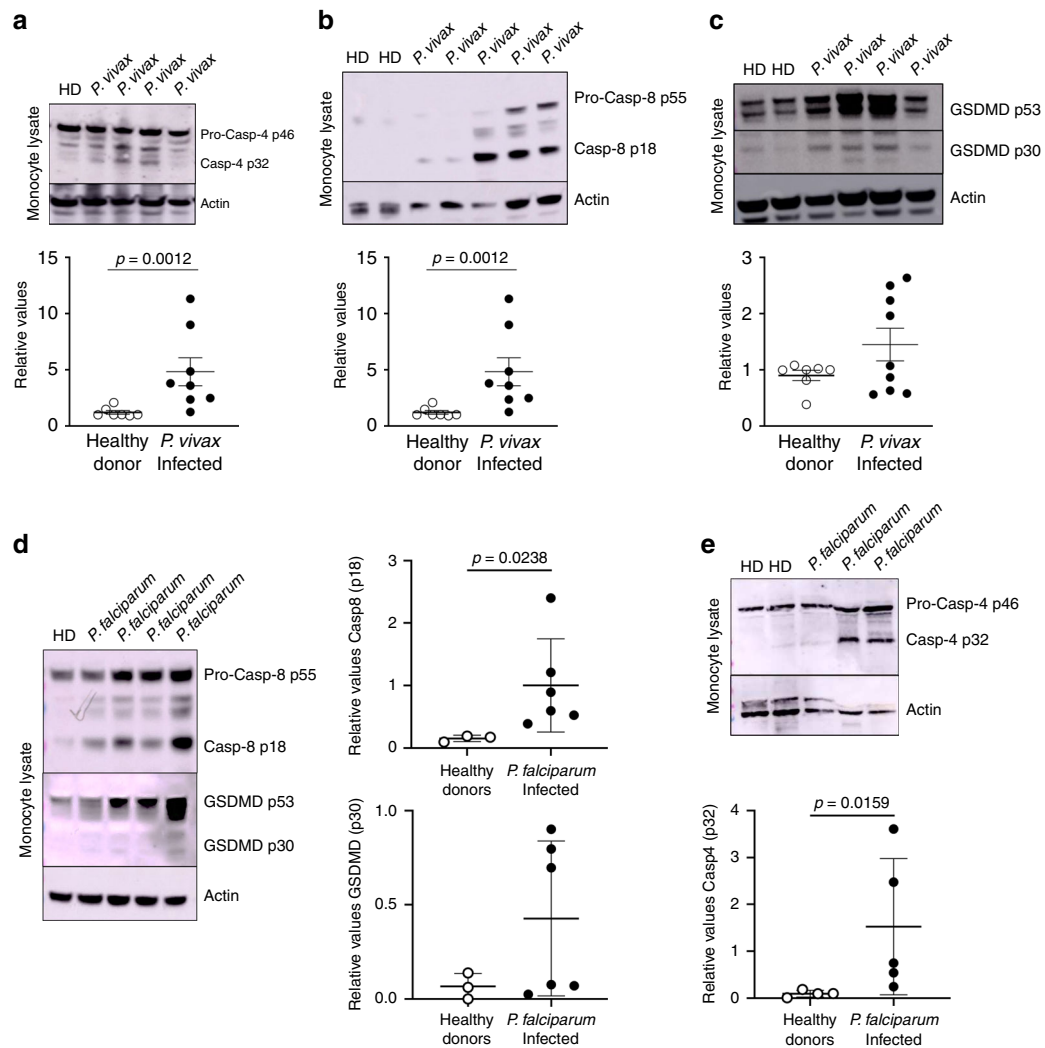 a
HD P. vivax P. vivax P. vivax P. vivax
Monocyte lysate
Pro-Casp-4 p46
Casp-4 p32
Actin
15
10
5
0
Relative values
p = 0.0012
Healthy donor
P. vivax Infected
b
HD HD P. vivax P. vivax P. vivax P. vivax P. vivax
Monocyte lysate
Pro-Casp-8 p55
Casp-8 p18
Actin
15
10
5
0
Relative values
p = 0.0012
Healthy donor
P. vivax Infected
c
HD HD P. vivax P. vivax P. vivax P. vivax
Monocyte lysate
GSDMD p53
GSDMD p30
Actin
3
2
1
0
Relative values
Healthy donor
P. vivax Infected
d
HD P. falciparum P. falciparum P. falciparum P. falciparum
Monocyte lysate
Pro-Casp-8 p55
Casp-8 p18
GSDMD p53
GSDMD p30
Actin
3
2
1
0
Relative values Casp8 (p18)
p = 0.0238
Healthy donors
P. falciparum Infected
1.0
0.5
0.0
Relative values GSDMD (p30)
Healthy donors
P. falciparum Infected
e
HD HD P. falciparum P. falciparum P. falciparum
Monocyte lysate
Pro-Casp-4 p46
Casp-4 p32
Actin
4
3
2
1
0
Relative values Casp4 (p32)
p = 0.0159
Healthy donors
P. falciparum Infected